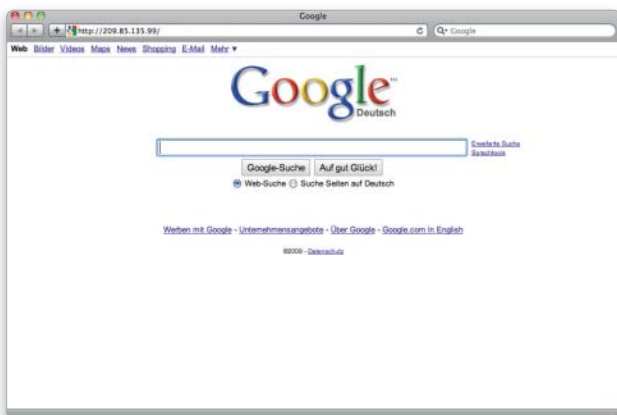 Google
http://209.85.135.99/
Google
Web Bilder Videos Maps News Shopping E-Mail Mehr ▼
Google™
Deutsch
Erweiterte Suche
Sprachtools
Google-Suche Auf gut Glück!
Web-Suche Suche Seiten auf Deutsch
Werben mit Google - Unternehmensangebote - Über Google - Google.com in English
©2009 - Datenschutz